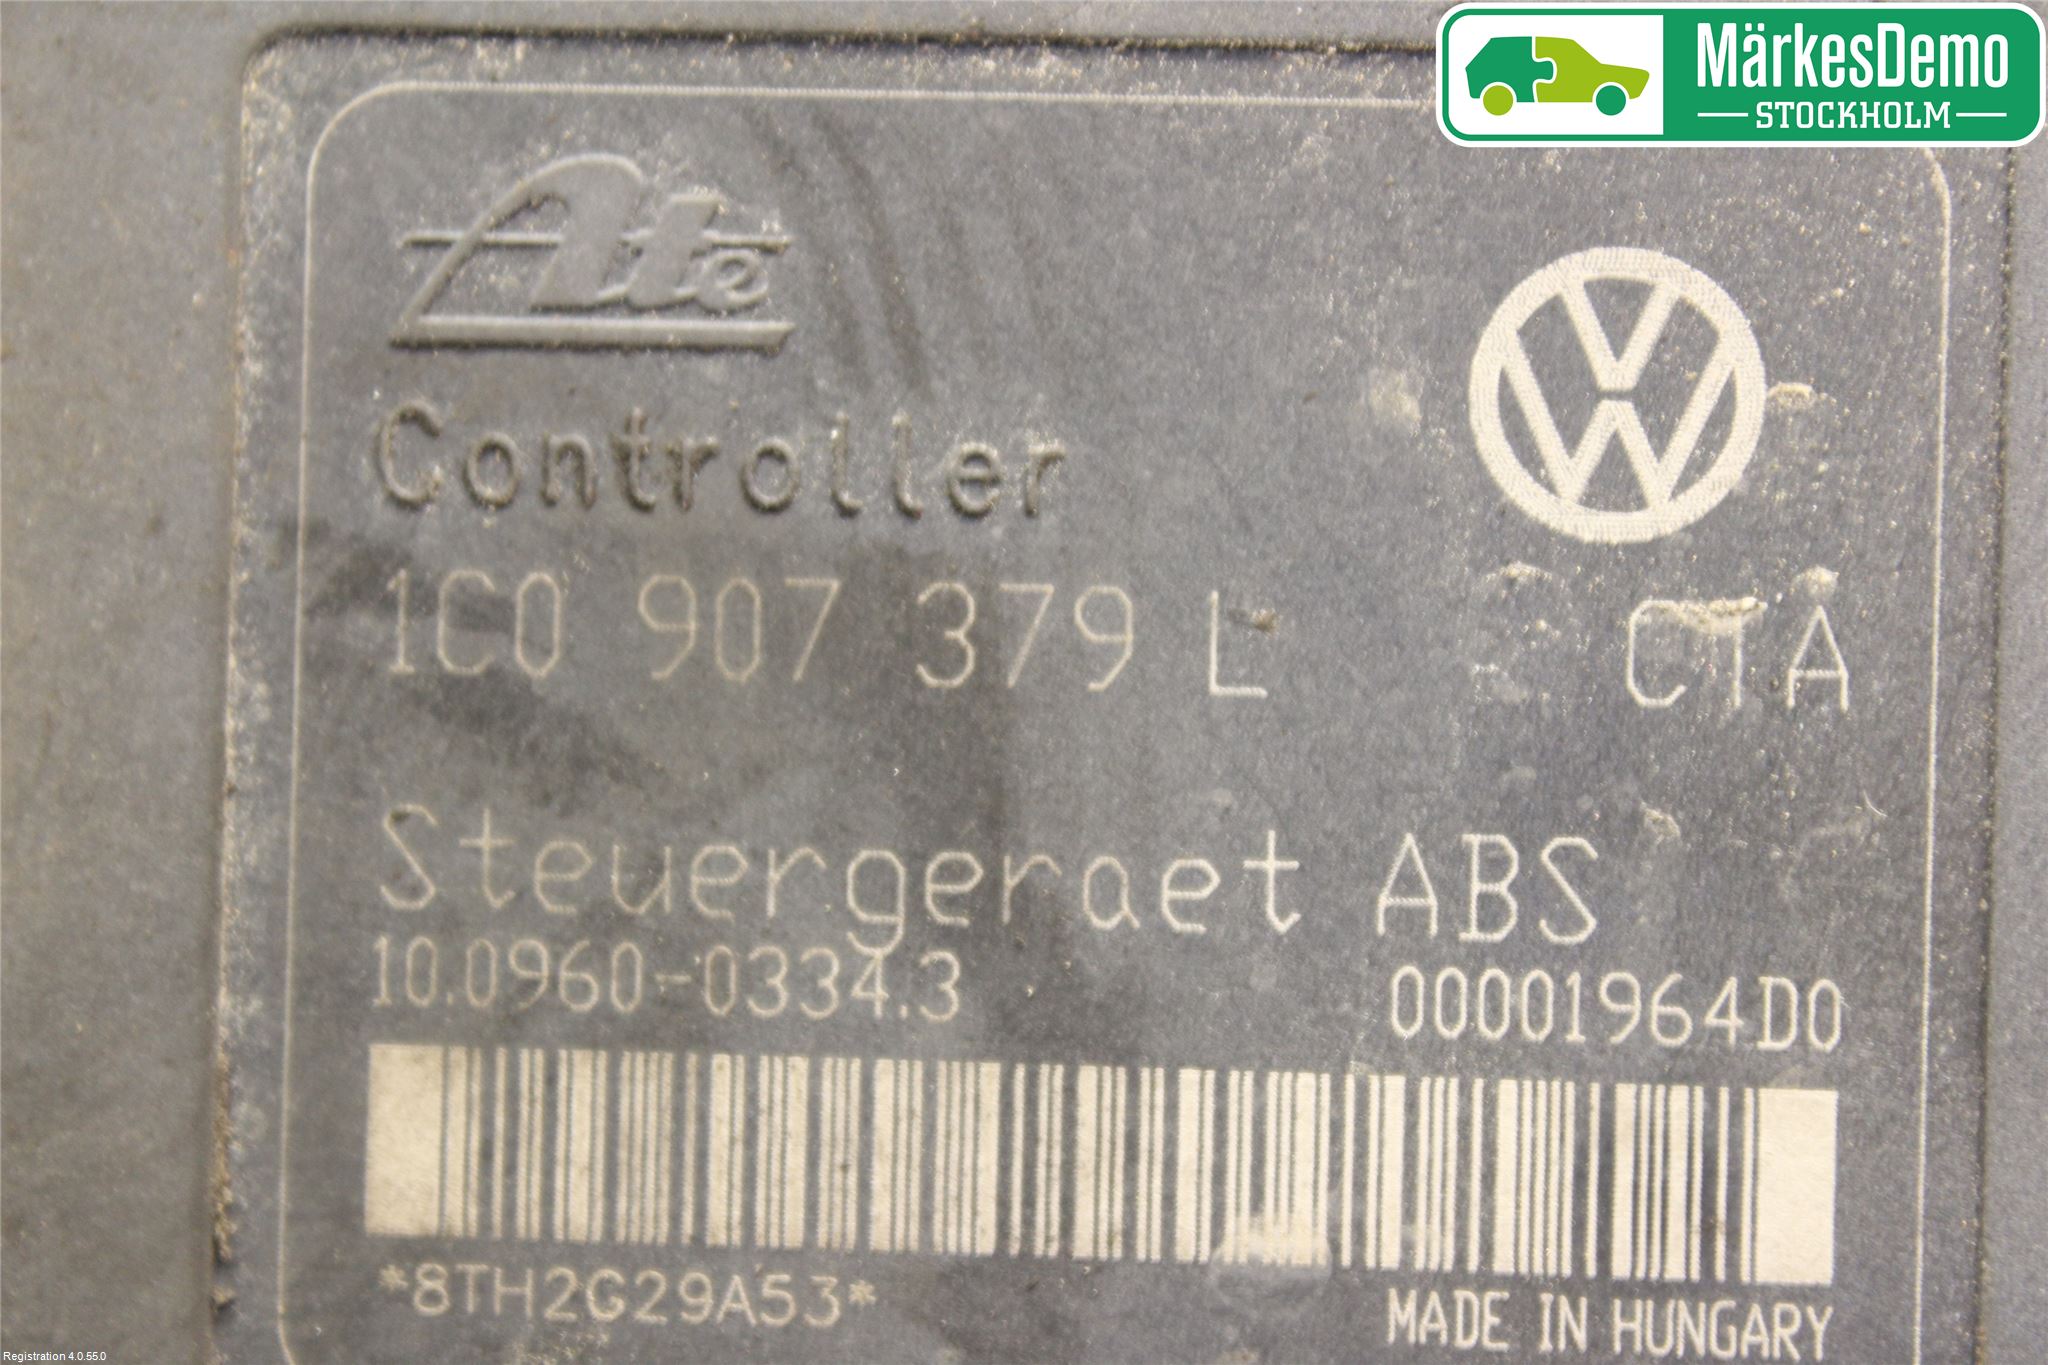 MärkesDemo
STOCKHOLM
Ate
Controller
1C0 907 379 L CTA
Steuergeraet ABS
10.0960-0334.3 00001964D0
*8TH2G29A53*
MADE IN HUNGARY
Registration 4.0.55.0